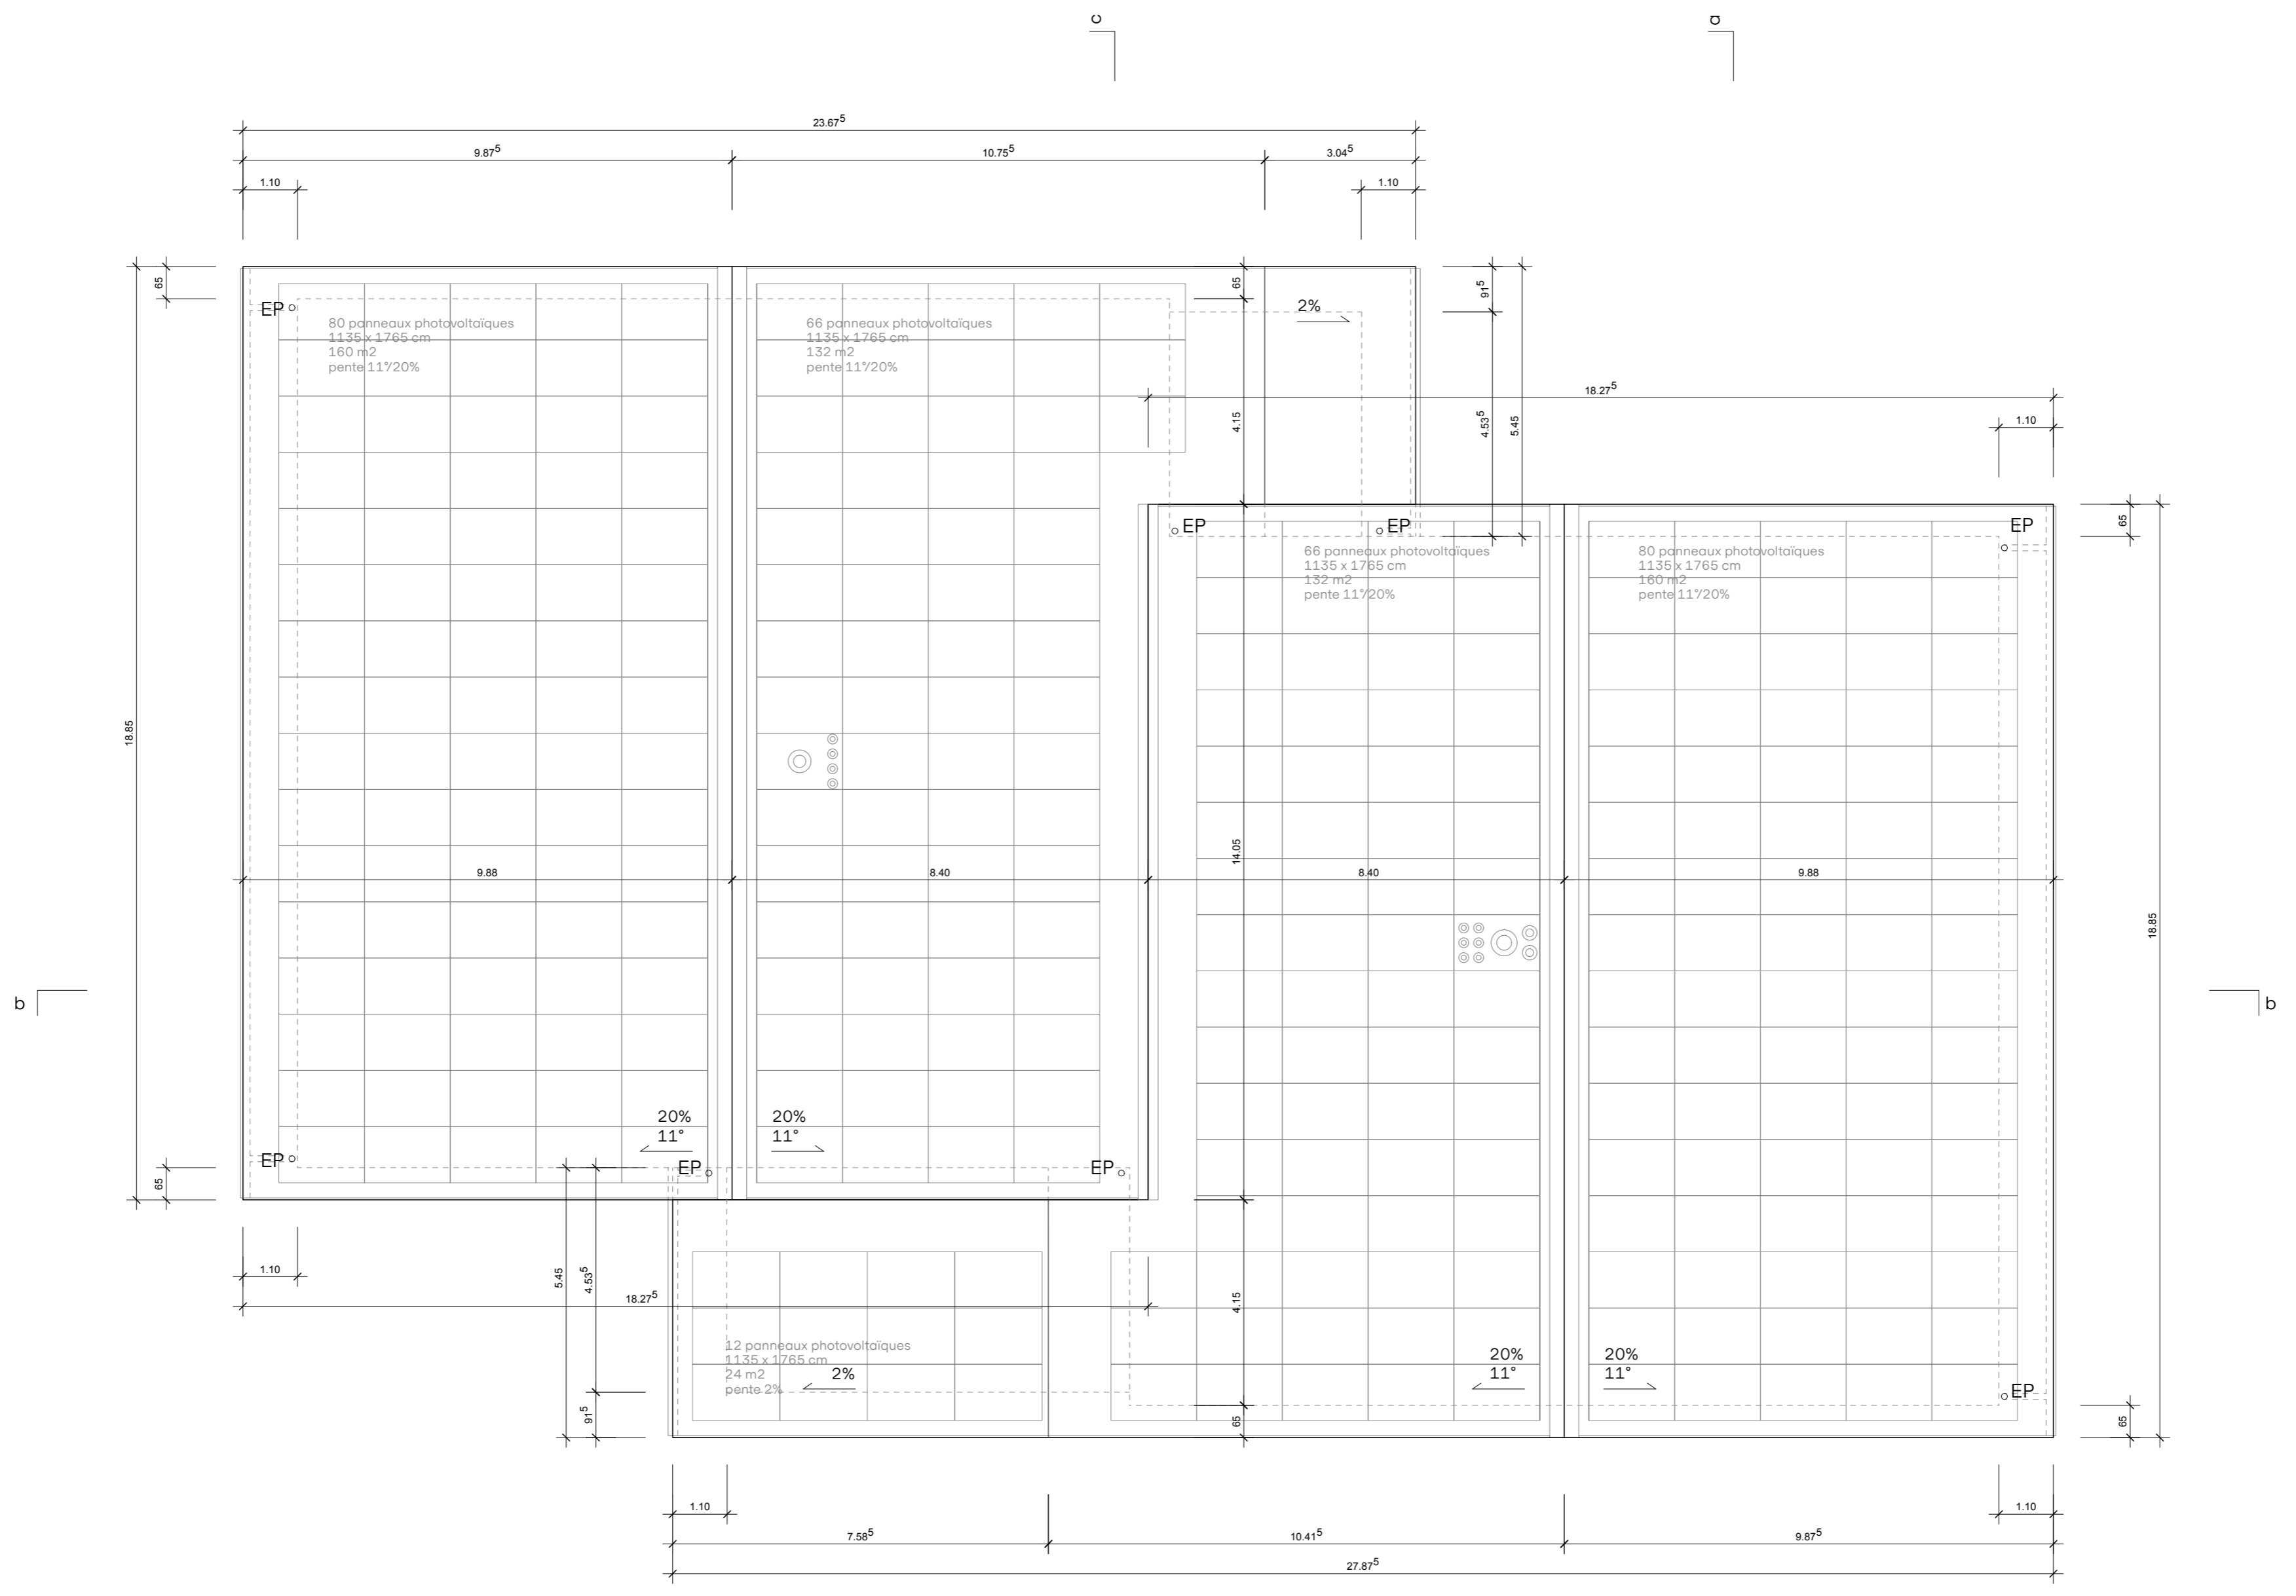 c
a
23.67⁵
9.87⁵
10.75⁵
3.04⁵
1.10
1.10
65
65
91⁵
2%
EP
80 panneaux photovoltaïques
1135 x 1765 cm
160 m2
pente 11°/20%
66 panneaux photovoltaïques
1135 x 1765 cm
132 m2
pente 11°/20%
18.27⁵
4.15
4.53⁵
5.45
1.10
EP
EP
EP
65
66 panneaux photovoltaïques
1135 x 1765 cm
132 m2
pente 11°/20%
80 panneaux photovoltaïques
1135 x 1765 cm
160 m2
pente 11°/20%
18.85
14.05
9.88
8.40
8.40
9.88
18.85
b
b
20%
11°
20%
11°
EP
EP
EP
65
1.10
5.45
4.53⁵
18.27⁵
4.15
12 panneaux photovoltaïques
1135 x 1765 cm
24 m2
pente 2%
2%
20%
11°
20%
11°
EP
91⁵
65
65
1.10
1.10
7.58⁵
10.41⁵
9.87⁵
27.87⁵